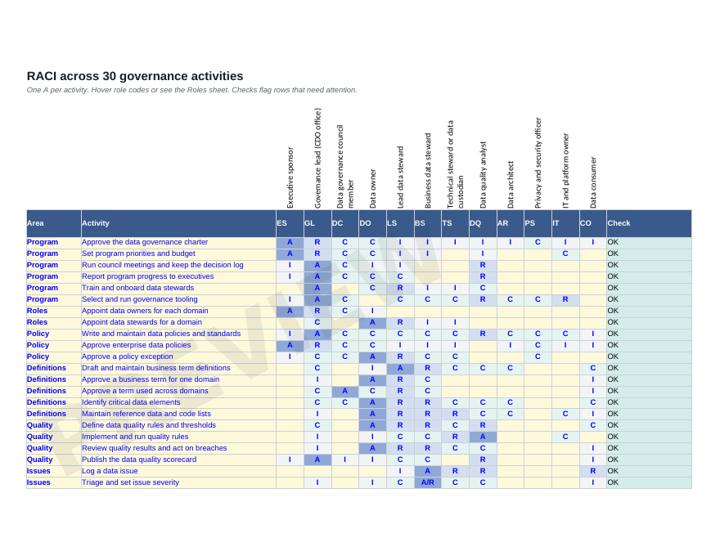 RACI across 30 governance activities
One A per activity. Hover role codes or see the Roles sheet. Checks flag rows that need attention.
Executive sponsor
Governance lead (CDO office)
Data governance council member
Data owner
Lead data steward
Business data steward
Technical steward or data custodian
Data quality analyst
Data architect
Privacy and security officer
IT and platform owner
Data consumer
Area Activity ES GL DC DO LS BS TS DQ AR PS IT CO Check
Program Approve the data governance charter A R C C I I I I I C I I OK
Program Set program priorities and budget A R C C I I I C OK
Program Run council meetings and keep the decision log I A C I I R OK
Program Report program progress to executives I A C C C R OK
Program Train and onboard data stewards A C R I I C OK
Program Select and run governance tooling I A C C C C R C C R OK
Roles Appoint data owners for each domain A R C I OK
Roles Appoint data stewards for a domain C A R I I OK
Policy Write and maintain data policies and standards A C C C C C R C C C I OK
Policy Approve enterprise data policies A R C C I I I I C I I OK
Policy Approve a policy exception I C C A R C C C OK
Definitions Draft and maintain business term definitions C I A R C C C C OK
Definitions Approve a business term for one domain I A R C I OK
Definitions Approve a term used across domains C A C R C I OK
Definitions Identify critical data elements C C A R R C C C C OK
Definitions Maintain reference data and code lists I A R R R C C C I OK
Quality Define data quality rules and thresholds C A R R C R C OK
Quality Implement and run quality rules I I C C R A C OK
Quality Review quality results and act on breaches I A R R C C I OK
Quality Publish the data quality scorecard I A I I C C R I OK
Issues Log a data issue I A R R R OK
Issues Triage and set issue severity I I C A/R C C I OK
PREVIEW